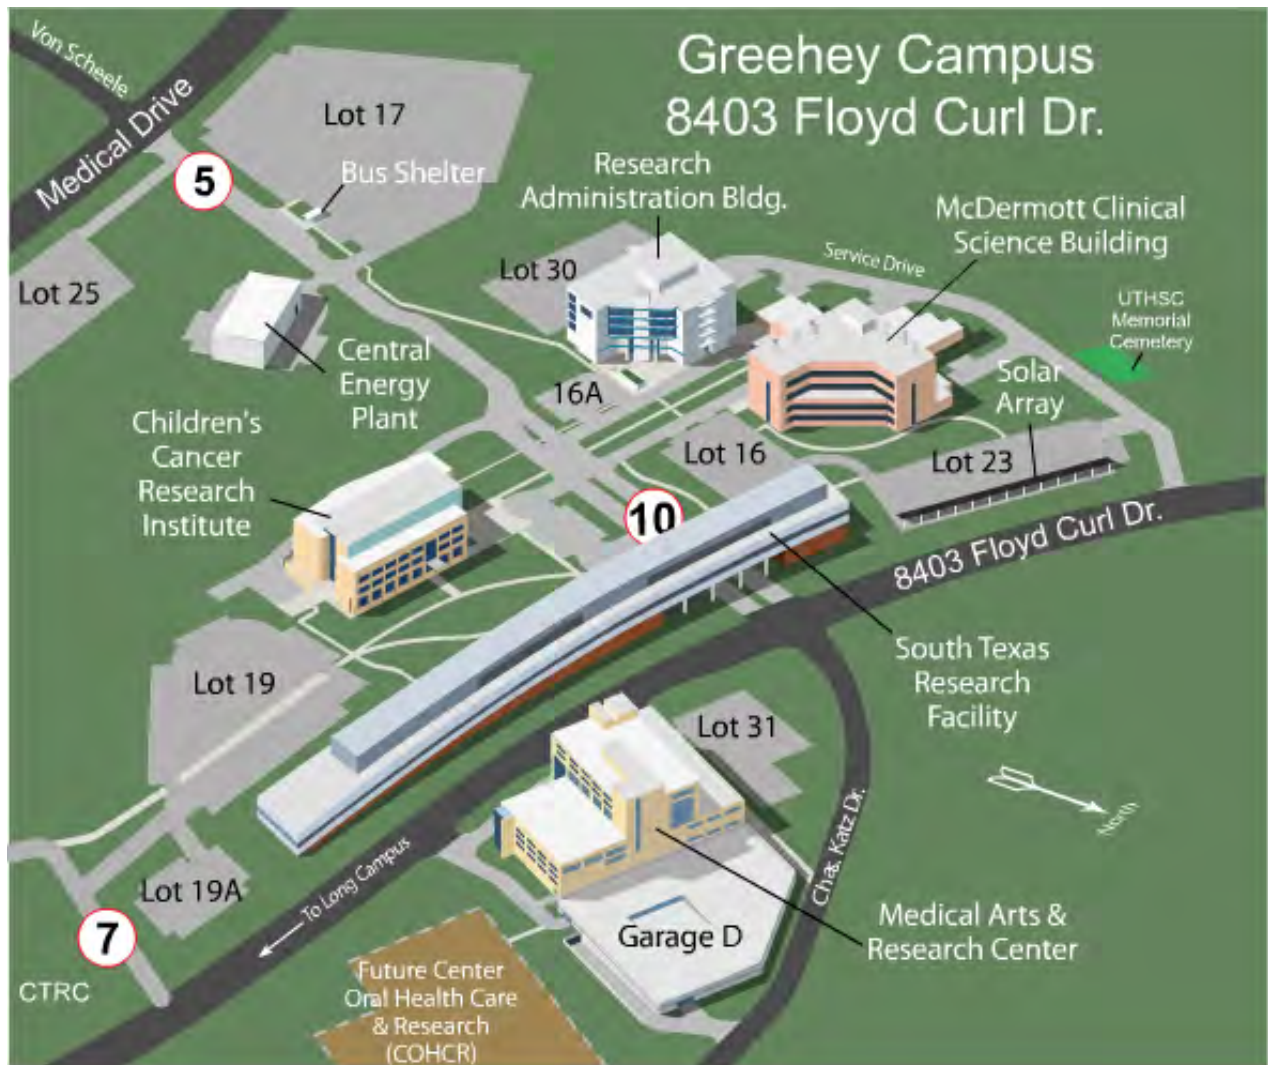 Greehey Campus
8403 Floyd Curl Dr.
Von Scheele
Medical Drive
Lot 17
5
Bus Shelter
Research
Administration Bldg.
McDermott Clinical
Science Building
Service Drive
Lot 25
Lot 30
UTHSC
Memorial
Cemetery
Central
Energy
Plant
16A
Solar
Array
Children's
Cancer
Research
Institute
Lot 16
Lot 23
10
8403 Floyd Curl Dr.
South Texas
Research
Facility
Lot 19
Lot 31
North
Chas. Katz Dr.
Lot 19A
To Long Campus
Medical Arts &
Research Center
Garage D
7
CTRC
Future Center
Oral Health Care
& Research
(COHCR)